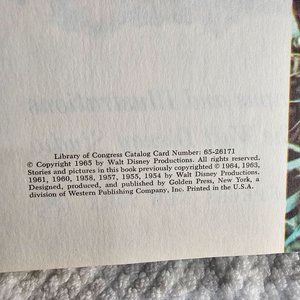 Library of Congress Catalog Card Number: 65-26171
© Copyright 1965 by Walt Disney Productions. All rights reserved.
Stories and pictures in this book previously copyrighted © 1964, 1963,
1961, 1960, 1958, 1957, 1955, 1954 by Walt Disney Productions.
Designed, produced, and published by Golden Press, New York, a
division of Western Publishing Company, Inc. Printed in the U.S.A.